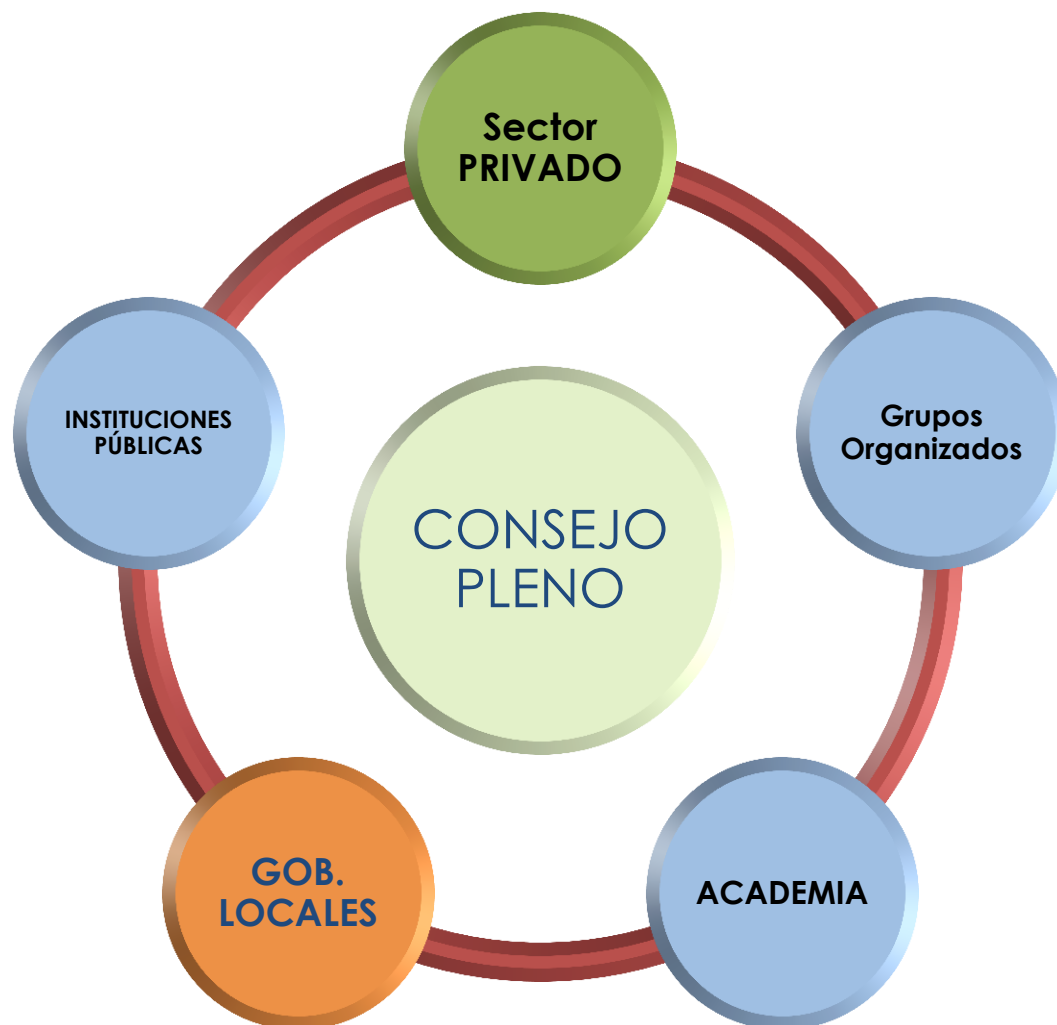 Sector
PRIVADO
Grupos
Organizados
ACADEMIA
GOB.
LOCALES
INSTITUCIONES
PÚBLICAS
CONSEJO
PLENO